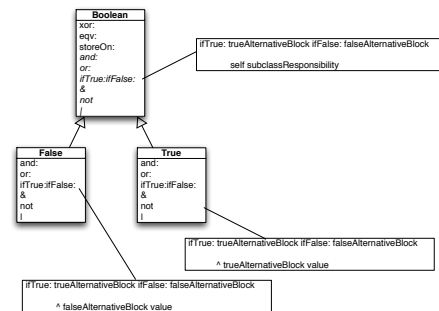 Boolean
xor:
eqv:
storeOn:
and:
or:
ifTrue:ifFalse:
&
not
|
ifTrue: trueAlternativeBlock ifFalse: falseAlternativeBlock
self subclassResponsibility
False
and:
or:
ifTrue:ifFalse:
&
not
|
True
and:
or:
ifTrue:ifFalse:
&
not
|
ifTrue: trueAlternativeBlock ifFalse: falseAlternativeBlock
^ trueAlternativeBlock value
ifTrue: trueAlternativeBlock ifFalse: falseAlternativeBlock
^ falseAlternativeBlock value